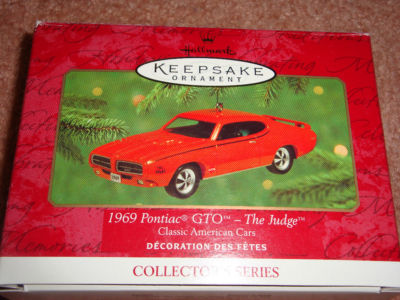 Hallmark
KEEPSAKE
ORNAMENT
1969 Pontiac® GTO™ – The Judge™
Classic American Cars
DÉCORATION DES FÊTES
COLLECTOR'S SERIES